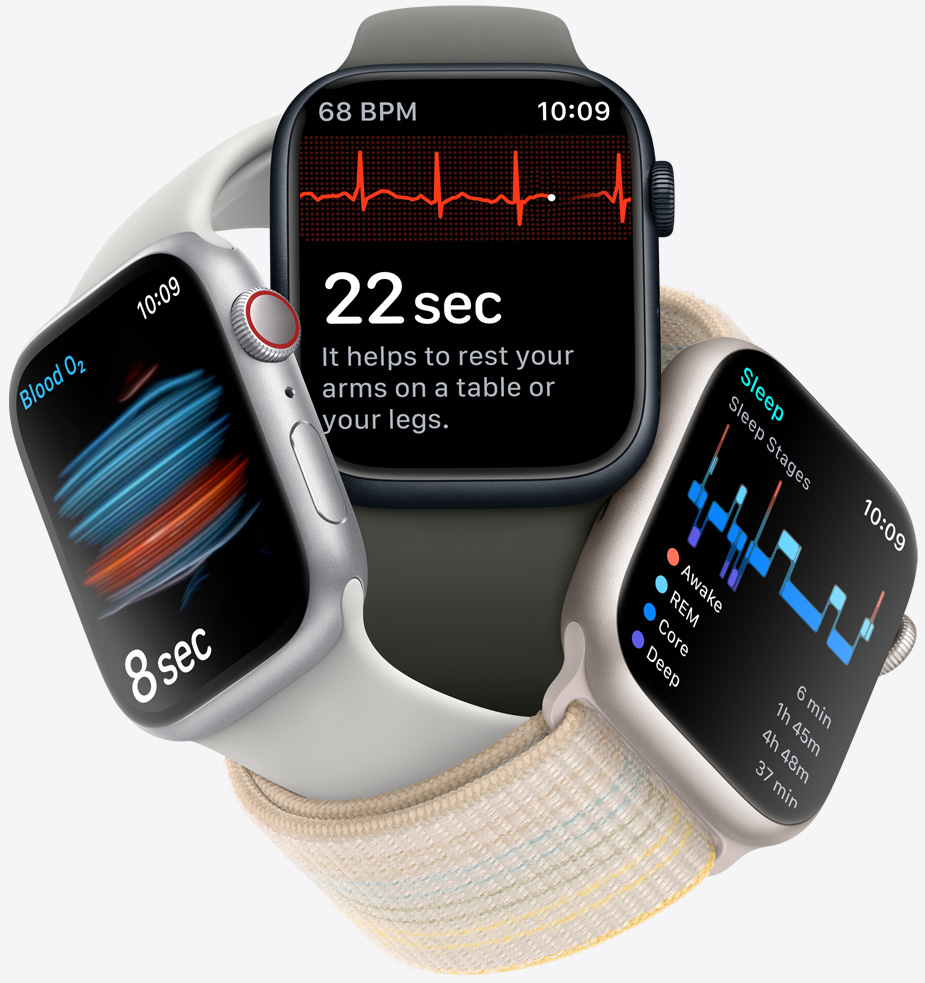 68 BPM 10:09
22 sec
It helps to rest your
arms on a table or
your legs.
10:09
Blood O₂
8 sec
Sleep
Sleep Stages
10:09
Awake
REM
Core
Deep
6 min
1h 45m
4h 48m
37 min